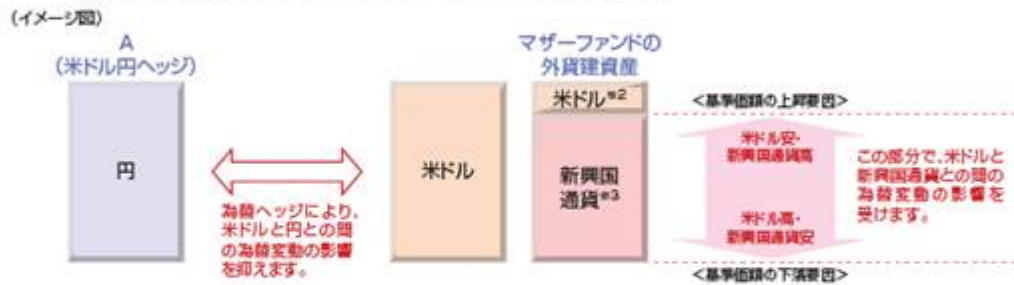 (イメージ図)
A
(米ドル円ヘッジ)
円
為替ヘッジにより、
米ドルと円との間
の為替変動の影響
を抑えます。
米ドル
マザーファンドの
外貨建資産
米ドル※2
新興国
通貨※3
<基準価額の上昇要因>
米ドル安・
新興国通貨高
米ドル高・
新興国通貨安
<基準価額の下落要因>
この部分で、米ドルと
新興国通貨との間の
為替変動の影響を
受けます。